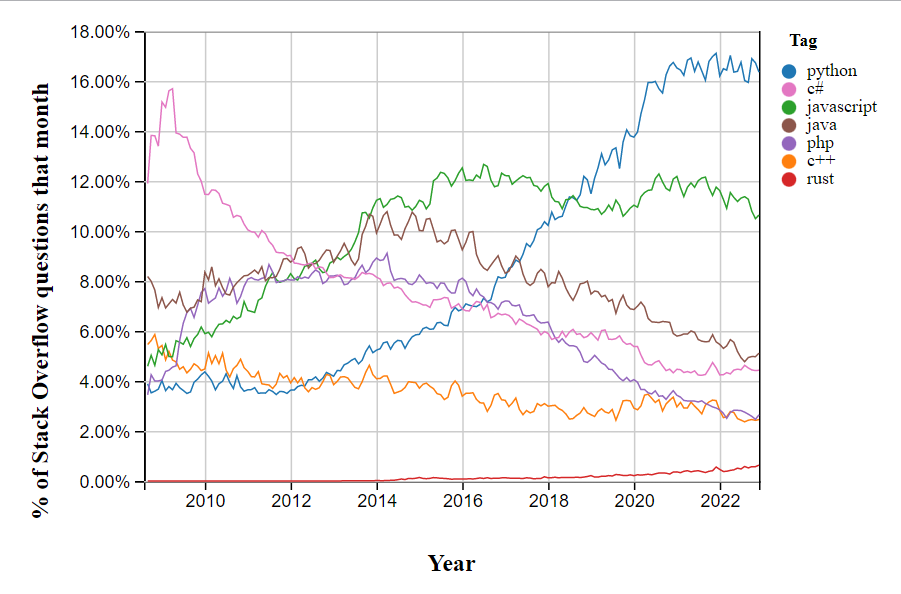 18.00%
16.00%
14.00%
12.00%
10.00%
8.00%
6.00%
4.00%
2.00%
0.00%
% of Stack Overflow questions that month
2010 2012 2014 2016 2018 2020 2022
Year
Tag
python
c#
javascript
java
php
c++
rust